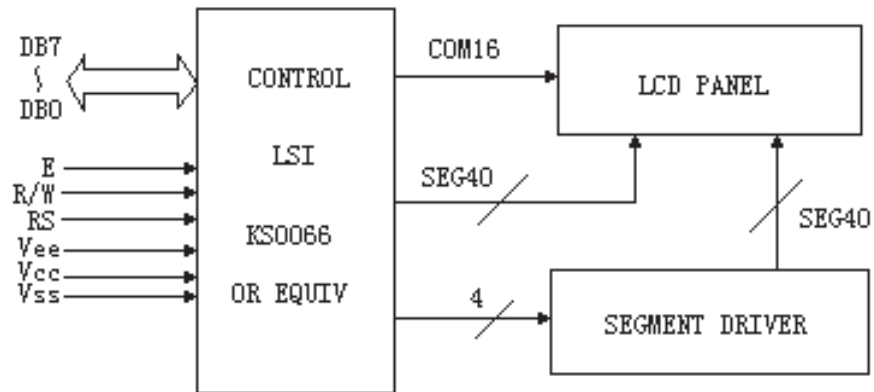 DB7
~
DB0
E
R/W
RS
Vee
Vcc
Vss
CONTROL
LSI
KS0066
OR EQUIV
COM16
SEG40
4
LCD PANEL
SEG40
SEGMENT DRIVER